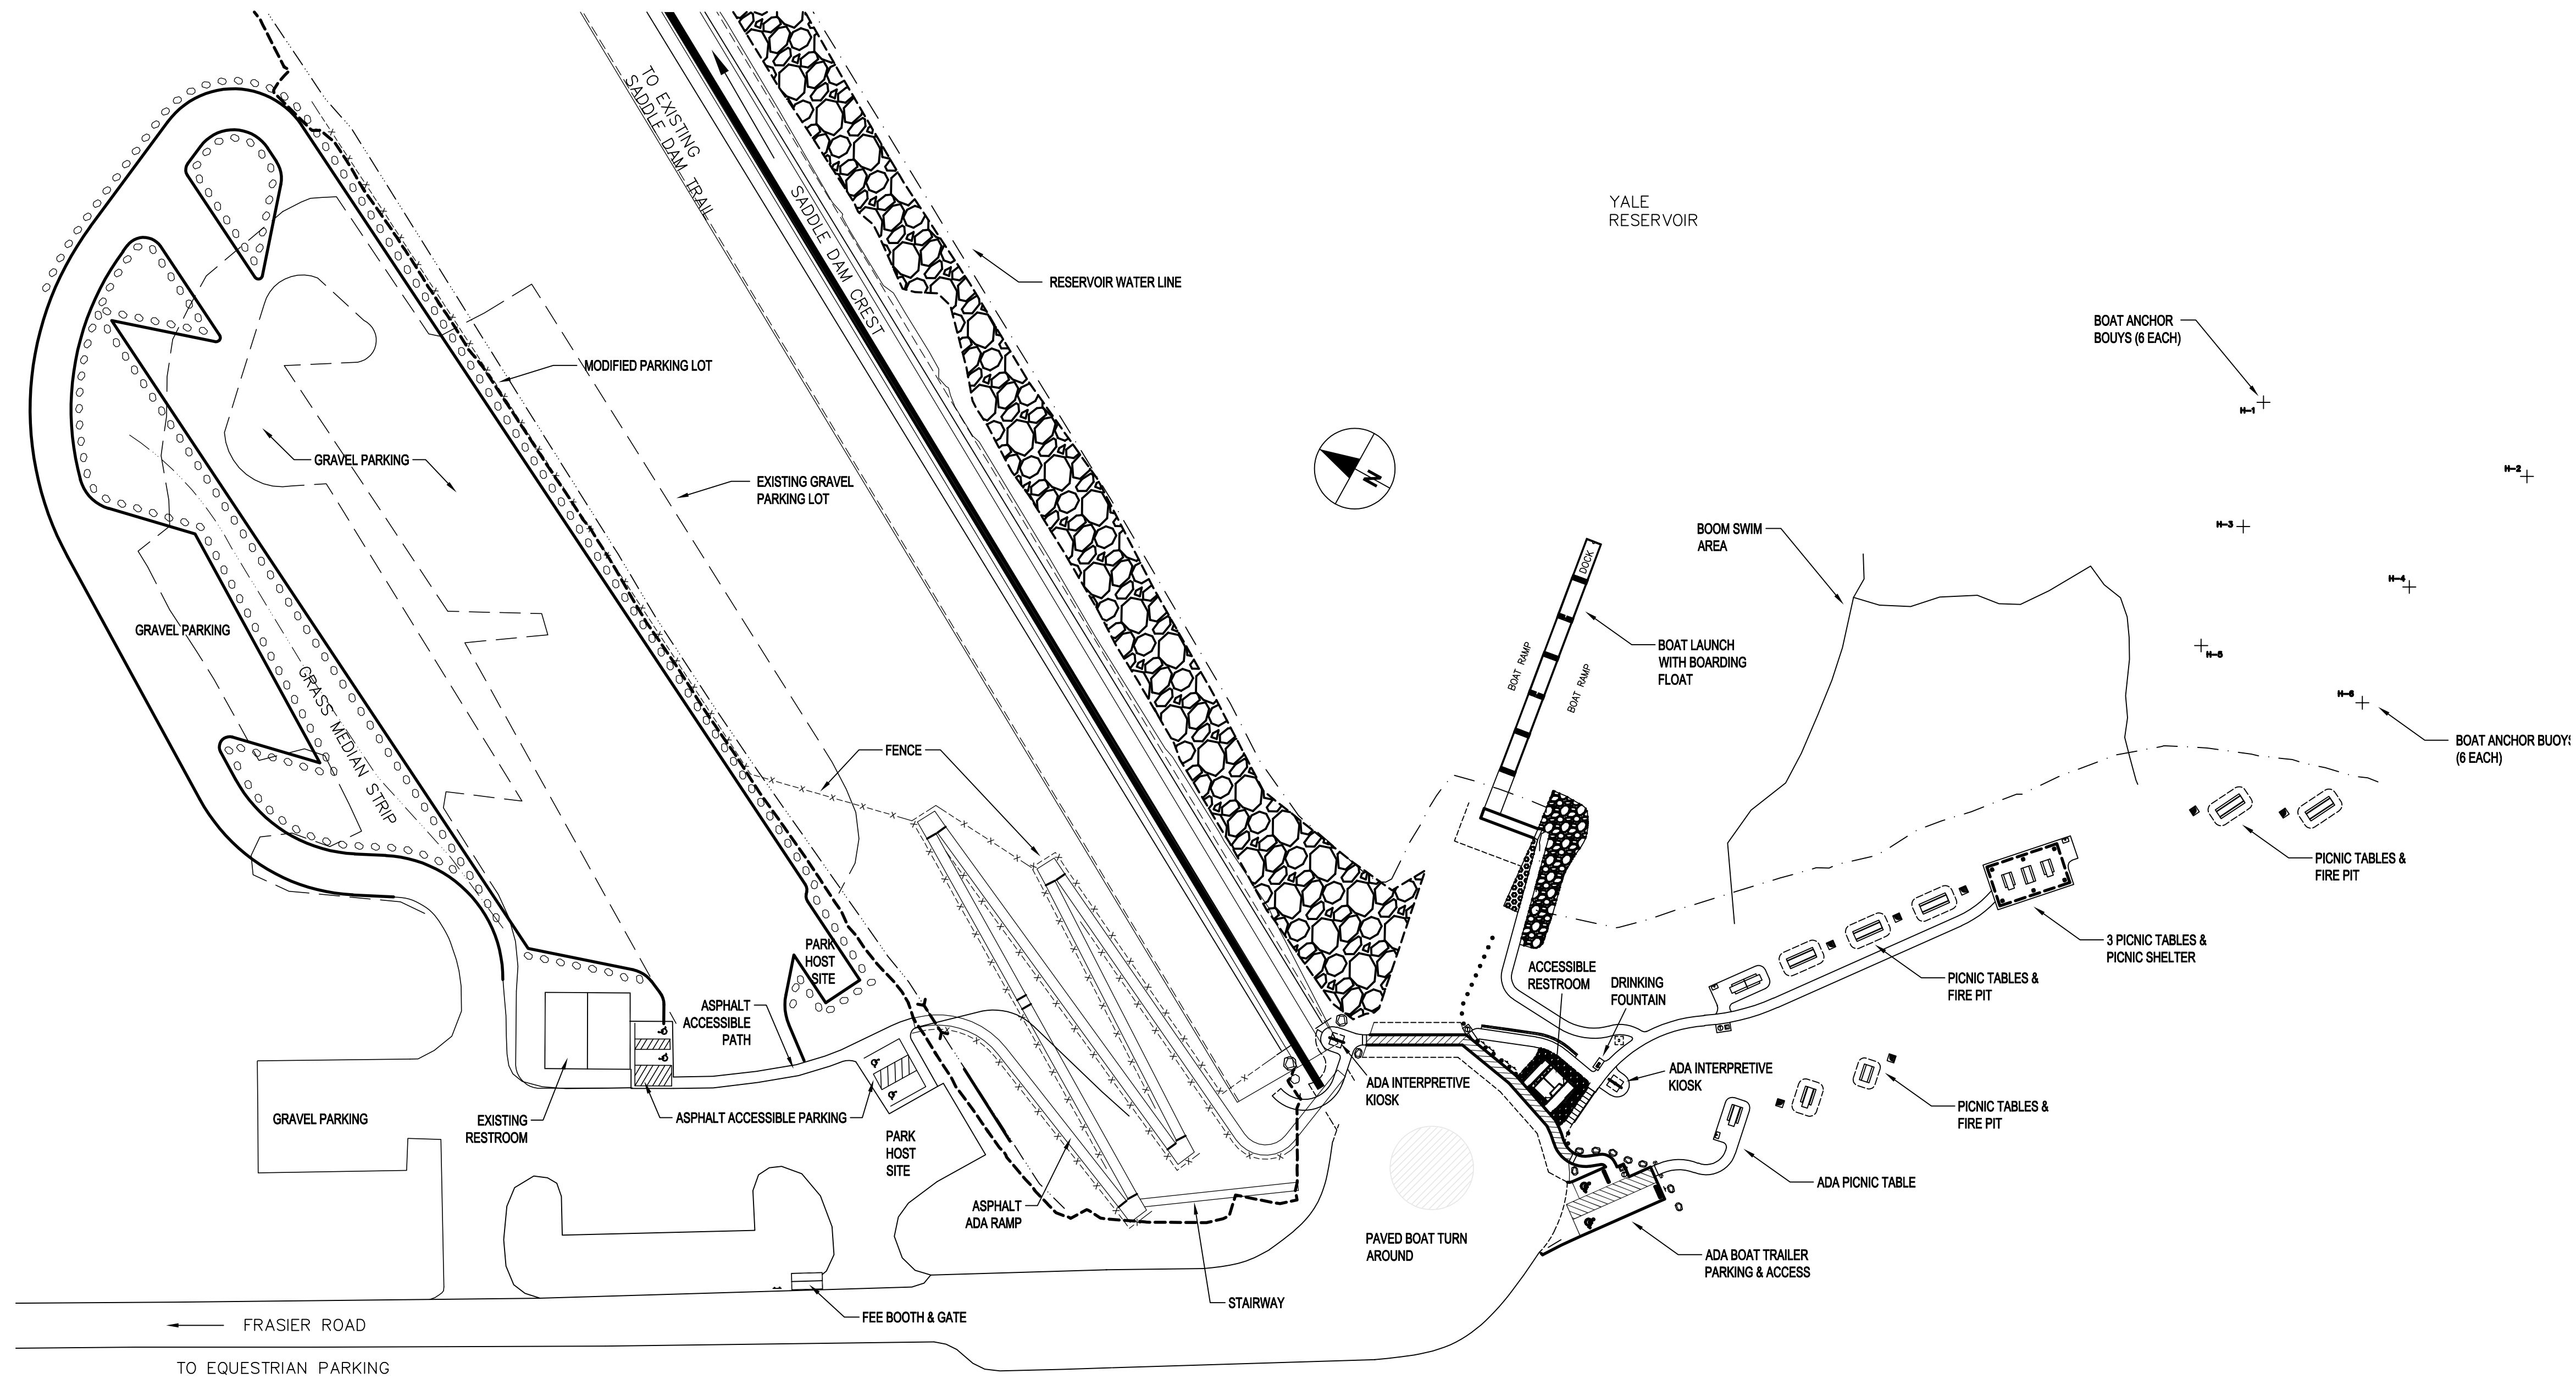 TO EXISTING
SADDLE DAM TRAIL
SADDLE DAM CREST
YALE
RESERVOIR
RESERVOIR WATER LINE
BOAT ANCHOR
BOUYS (6 EACH)
MODIFIED PARKING LOT
H-1
GRAVEL PARKING
H-2
N
EXISTING GRAVEL
PARKING LOT
H-3
BOOM SWIM
AREA
DOCK
H-4
GRAVEL PARKING
BOAT RAMP
BOAT RAMP
BOAT LAUNCH
WITH BOARDING
FLOAT
H-5
H-6
GRASS MEDIAN STRIP
FENCE
BOAT ANCHOR BUOYS
(6 EACH)
PICNIC TABLES &
FIRE PIT
PARK
HOST
SITE
3 PICNIC TABLES &
PICNIC SHELTER
ACCESSIBLE
RESTROOM
DRINKING
FOUNTAIN
PICNIC TABLES &
FIRE PIT
ASPHALT
ACCESSIBLE
PATH
ADA INTERPRETIVE
KIOSK
ADA INTERPRETIVE
KIOSK
GRAVEL PARKING
EXISTING
RESTROOM
ASPHALT ACCESSIBLE PARKING
PICNIC TABLES &
FIRE PIT
PARK
HOST
SITE
ADA PICNIC TABLE
ASPHALT
ADA RAMP
PAVED BOAT TURN
AROUND
ADA BOAT TRAILER
PARKING & ACCESS
STAIRWAY
FEE BOOTH & GATE
FRASIER ROAD
TO EQUESTRIAN PARKING